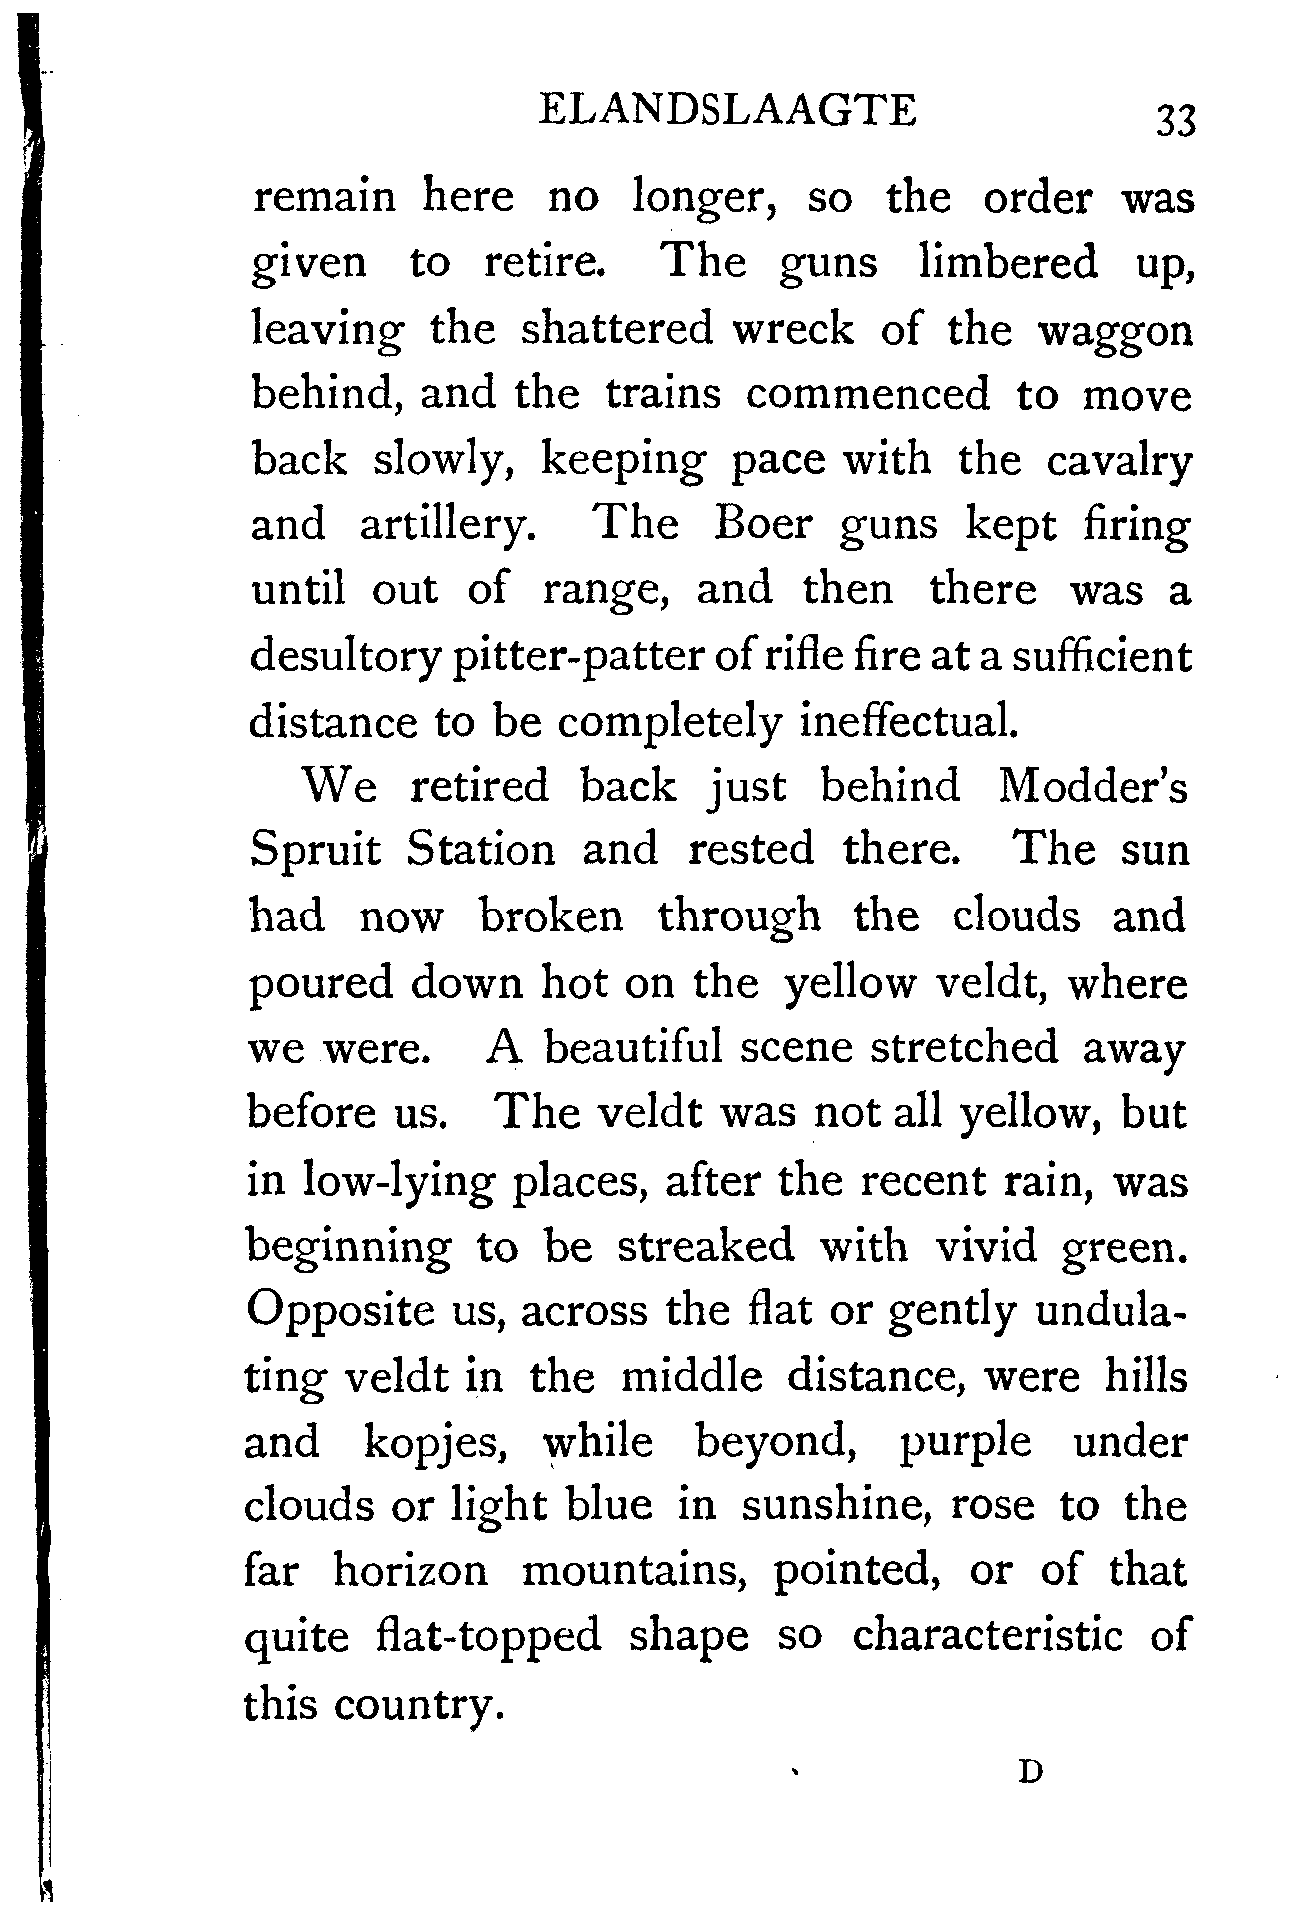 ELANDSLAAGTE 33
remain here no longer, so the order was
given to retire. The guns limbered up,
leaving the shattered wreck of the waggon
behind, and the trains commenced to move
back slowly, keeping pace with the cavalry
and artillery. The Boer guns kept firing
until out of range, and then there was a
desultory pitter-patter of rifle fire at a sufficient
distance to be completely ineffectual.
We retired back just behind Modder's
Spruit Station and rested there. The sun
had now broken through the clouds and
poured down hot on the yellow veldt, where
we were. A beautiful scene stretched away
before us. The veldt was not all yellow, but
in low-lying places, after the recent rain, was
beginning to be streaked with vivid green.
Opposite us, across the flat or gently undula-
ting veldt in the middle distance, were hills
and kopjes, while beyond, purple under
clouds or light blue in sunshine, rose to the
far horizon mountains, pointed, or of that
quite flat-topped shape so characteristic of
this country.
D